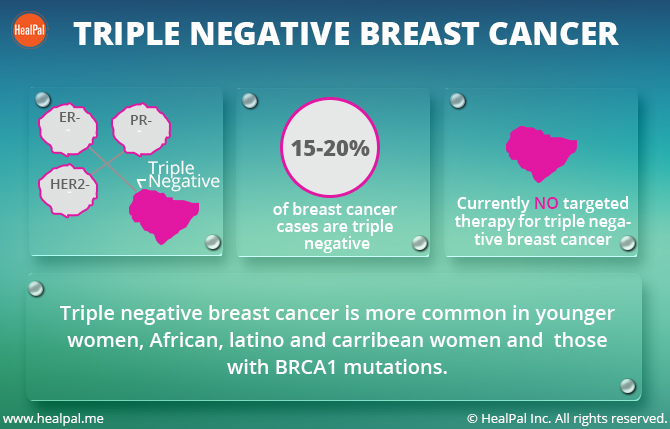 HealPal
TRIPLE NEGATIVE BREAST CANCER
ER-
PR-
HER2-
Triple
Negative
15-20%
of breast cancer
cases are triple
negative
Currently NO targeted
therapy for triple nega-
tive breast cancer
Triple negative breast cancer is more common in younger
women, African, latino and carribean women and  those
with BRCA1 mutations.
www.healpal.me
© HealPal Inc. All rights reserved.